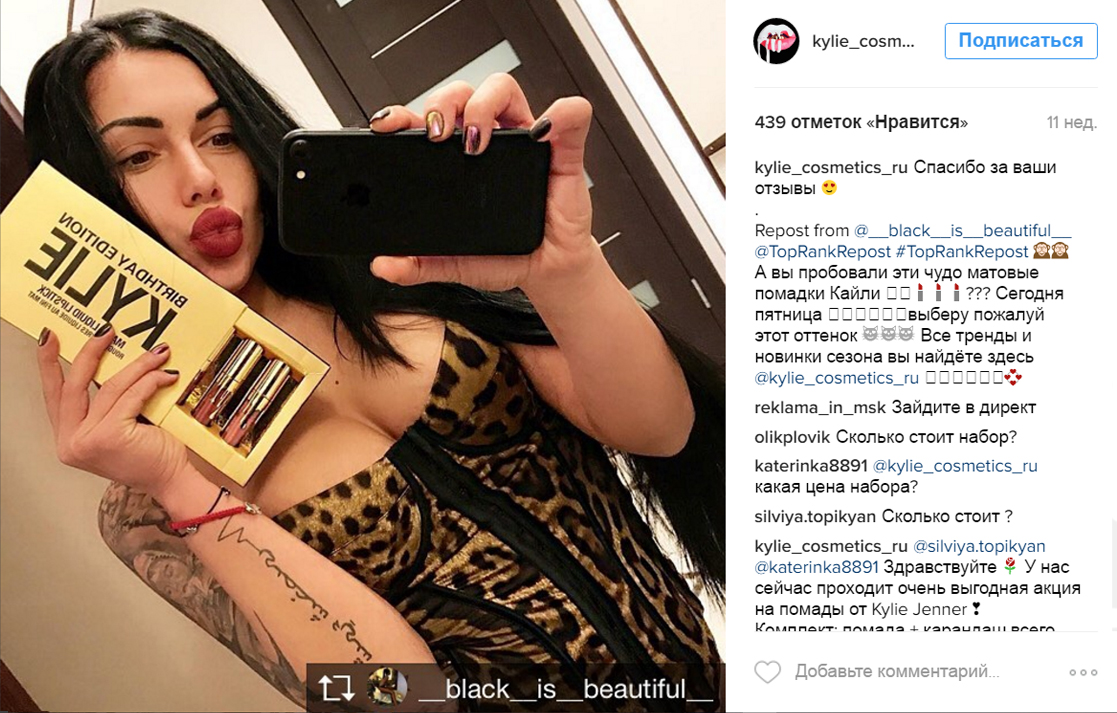 kylie_cosm...
Подписаться
439 отметок «Нравится»
11 нед.
kylie_cosmetics_ru Спасибо за ваши
отзывы 😍
.
Repost from @__black__is__beautiful__
@TopRankRepost #TopRankRepost 🙈🙈
А вы пробовали эти чудо матовые
помадки Кайли 💄💄💄??? Сегодня
пятница выберу пожалуй
этот оттенок 😈😈😈 Все тренды и
новинки сезона вы найдёте здесь
@kylie_cosmetics_ru 💞
reklama_in_msk Зайдите в директ
olikplovik Сколько стоит набор?
katerinka8891 @kylie_cosmetics_ru
какая цена набора?
silviya.topikyan Сколько стоит ?
kylie_cosmetics_ru @silviya.topikyan
@katerinka8891 Здравствуйте 🌹 У нас
сейчас проходит очень выгодная акция
на помады от Kylie Jenner ❣
Комплект: помада + карандаш всего
Добавьте комментарий...
BIRTHDAY EDITION
KYLIE
LIQUID LIPSTICK
__black__is__beautiful__